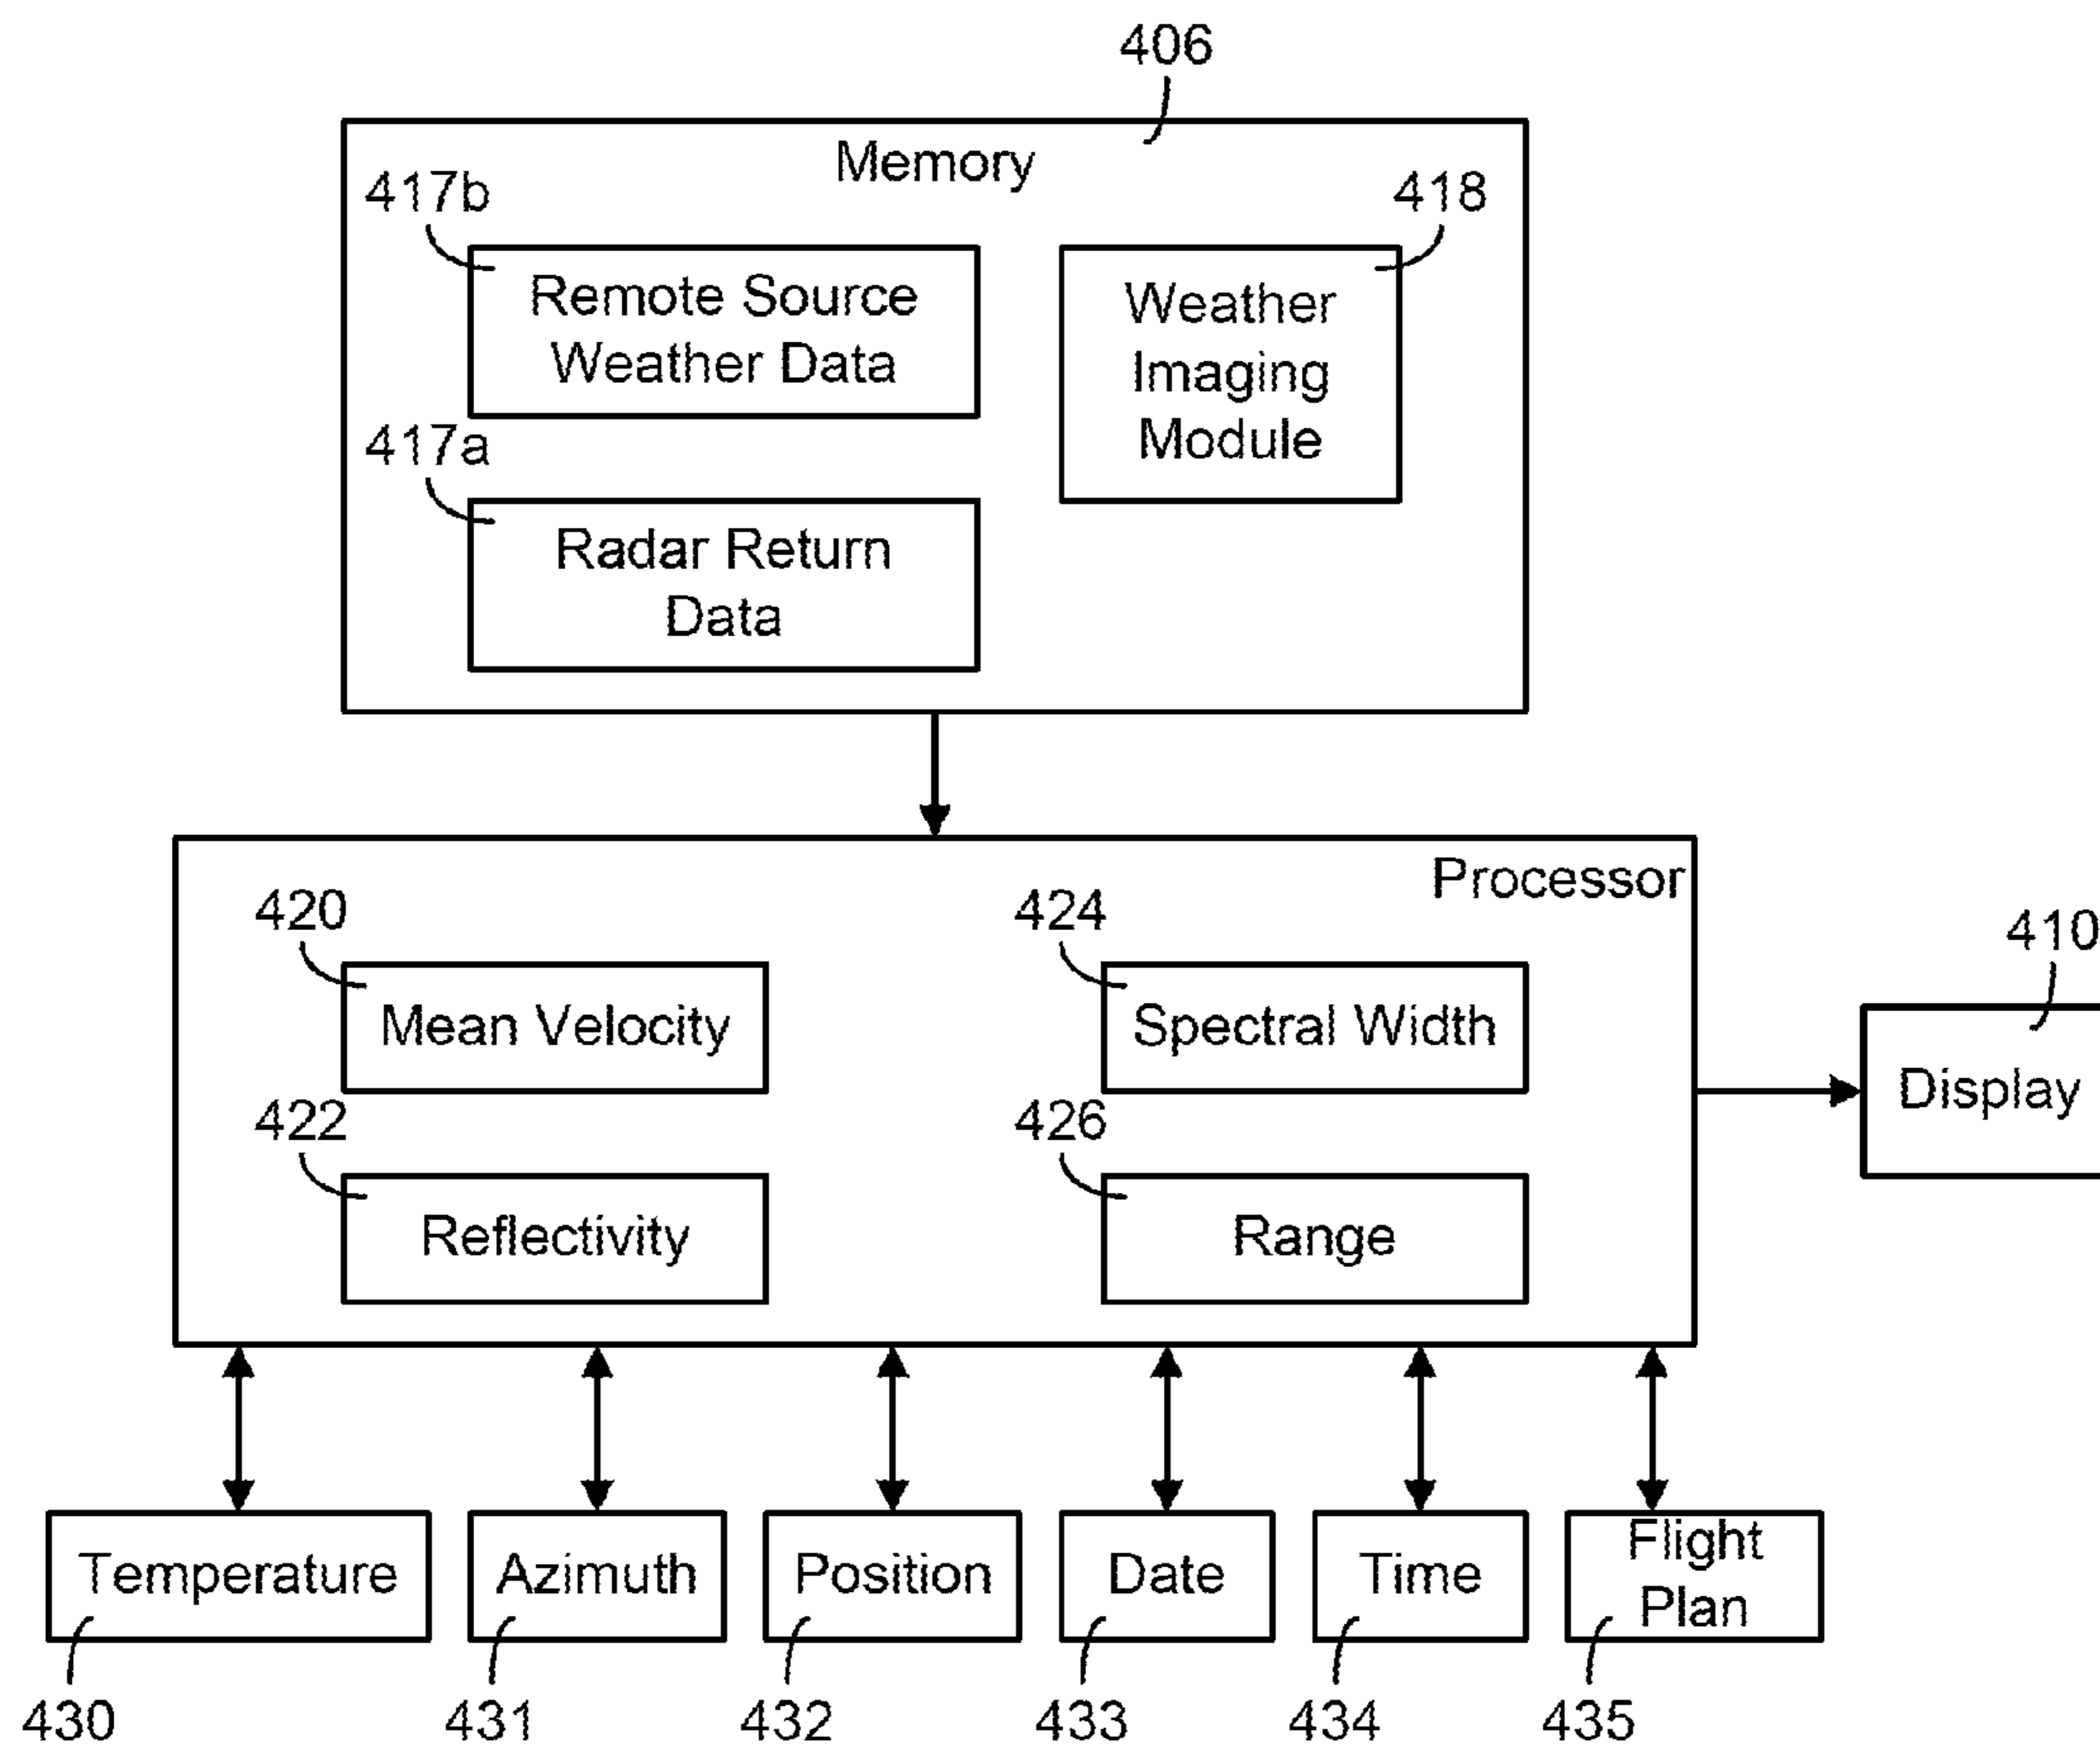 406
Memory
417b
418
Remote Source
Weather Data
Weather
Imaging
Module
417a
Radar Return
Data
Processor
420
424
410
Mean Velocity
Spectral Width
Display
422
426
Reflectivity
Range
Temperature
Azimuth
Position
Date
Time
Flight
Plan
430
431
432
433
434
435